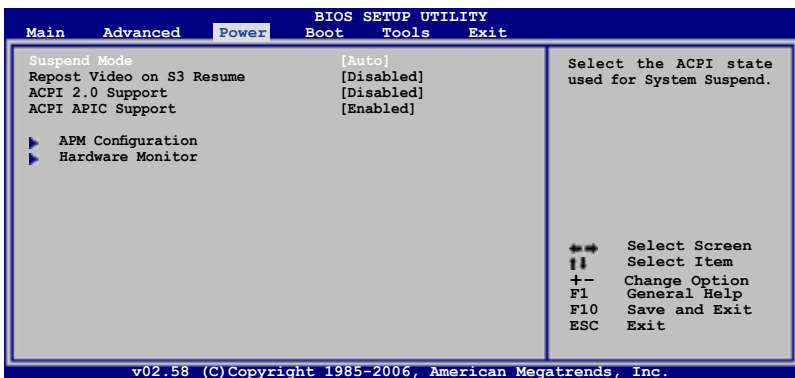 BIOS SETUP UTILITY
Main Advanced Power Boot Tools Exit
Suspend Mode [Auto]
Repost Video on S3 Resume [Disabled]
ACPI 2.0 Support [Disabled]
ACPI APIC Support [Enabled]
APM Configuration
Hardware Monitor
Select the ACPI state
used for System Suspend.
Select Screen
Select Item
+- Change Option
F1 General Help
F10 Save and Exit
ESC Exit
v02.58 (C)Copyright 1985-2006, American Megatrends, Inc.